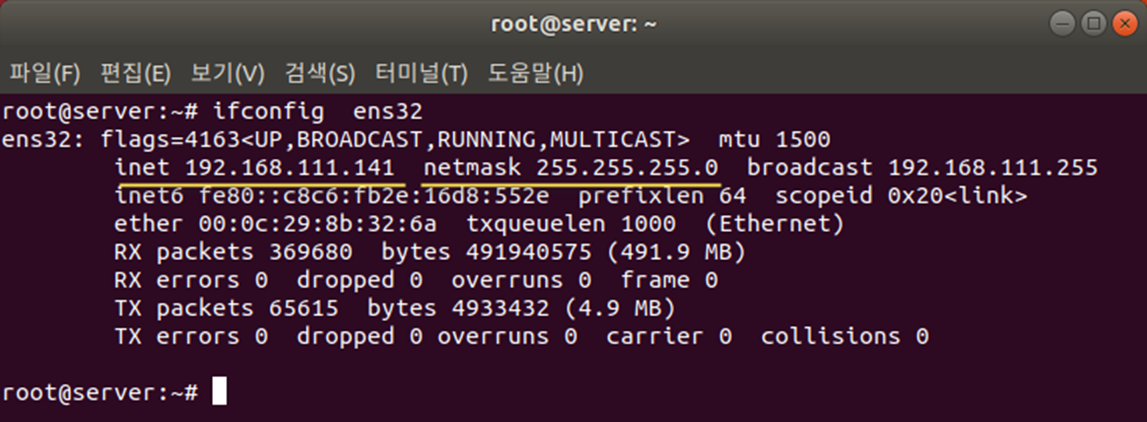 root@server: ~
파일(F) 편집(E) 보기(V) 검색(S) 터미널(T) 도움말(H)
root@server:~# ifconfig  ens32
ens32: flags=4163<UP,BROADCAST,RUNNING,MULTICAST>  mtu 1500
        inet 192.168.111.141  netmask 255.255.255.0  broadcast 192.168.111.255
        inet6 fe80::c8c6:fb2e:16d8:552e  prefixlen 64  scopeid 0x20<link>
        ether 00:0c:29:8b:32:6a  txqueuelen 1000  (Ethernet)
        RX packets 369680  bytes 491940575 (491.9 MB)
        RX errors 0  dropped 0  overruns 0  frame 0
        TX packets 65615  bytes 4933432 (4.9 MB)
        TX errors 0  dropped 0 overruns 0  carrier 0  collisions 0
root@server:~#